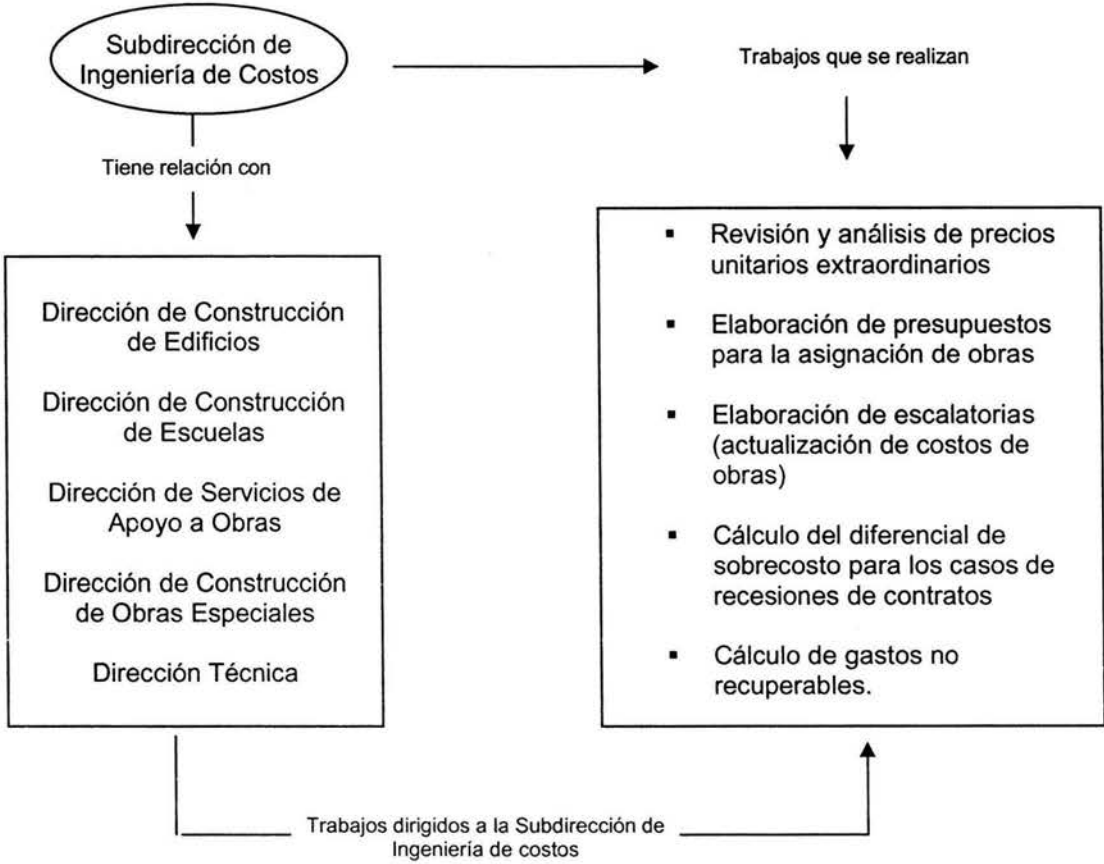 Subdirección de
Ingeniería de Costos
Trabajos que se realizan
Tiene relación con
Dirección de Construcción
de Edificios
Dirección de Construcción
de Escuelas
Dirección de Servicios de
Apoyo a Obras
Dirección de Construcción
de Obras Especiales
Dirección Técnica
▪ Revisión y análisis de precios
unitarios extraordinarios
▪ Elaboración de presupuestos
para la asignación de obras
▪ Elaboración de escalatorias
(actualización de costos de
obras)
▪ Cálculo del diferencial de
sobrecosto para los casos de
recesiones de contratos
▪ Cálculo de gastos no
recuperables.
Trabajos dirigidos a la Subdirección de
Ingeniería de costos